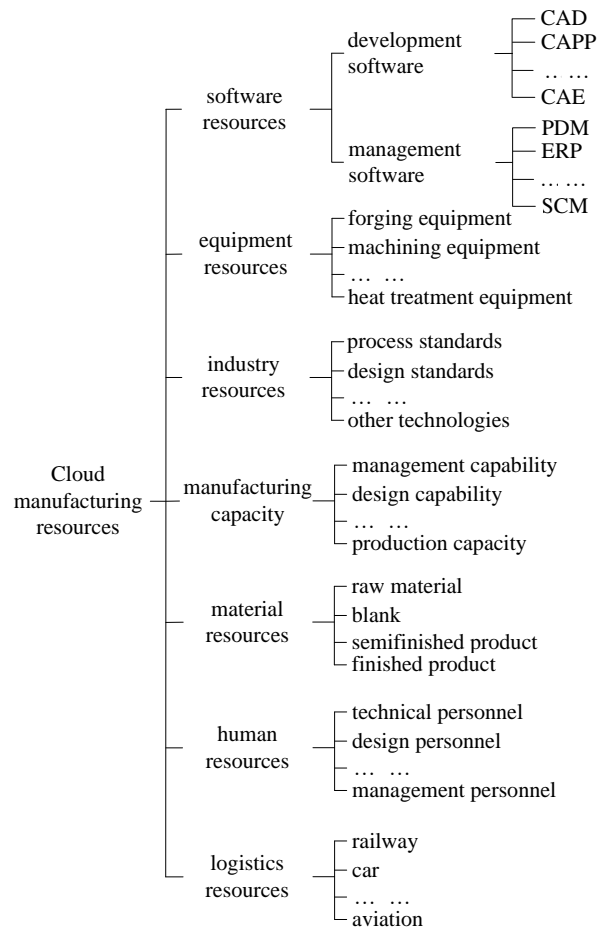 CAD
CAPP
… …
CAE
development
software
software
resources
PDM
ERP
… …
SCM
management
software
forging equipment
machining equipment
… …
heat treatment equipment
equipment
resources
process standards
design standards
… …
other technologies
industry
resources
Cloud
manufacturing
resources
management capability
design capability
… …
production capacity
manufacturing
capacity
raw material
blank
semifinished product
finished product
material
resources
technical personnel
design personnel
… …
management personnel
human
resources
railway
car
… …
aviation
logistics
resources